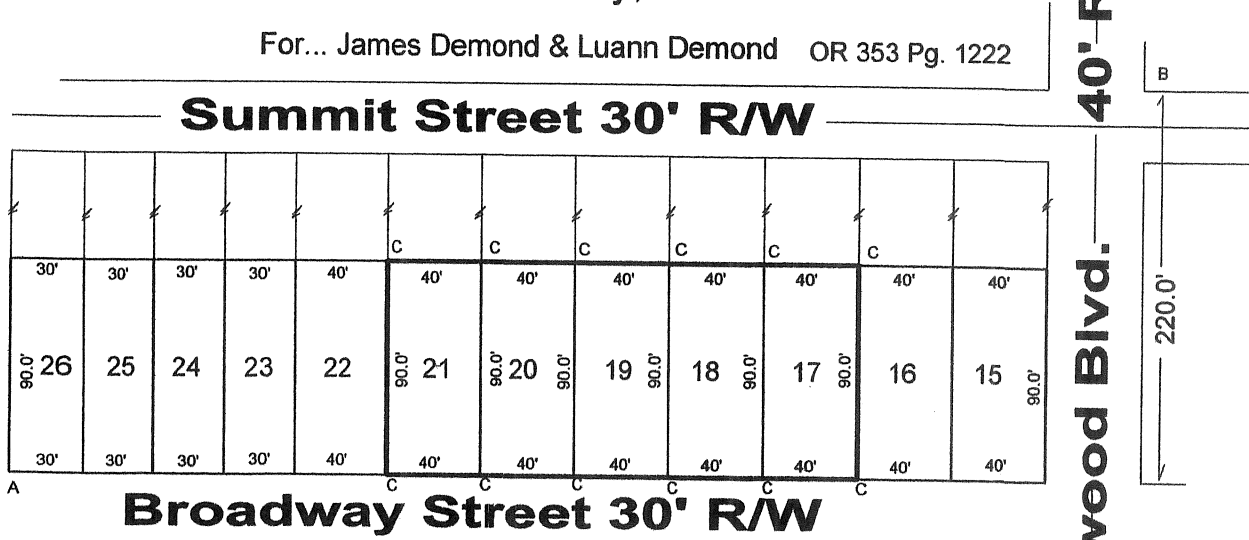 For... James Demond & Luann Demond OR 353 Pg. 1222
40'
B
Summit Street 30' R/W
C C C C C C
30' 30' 30' 30' 40' 40' 40' 40' 40' 40' 40' 40'
90.0' 26 25 24 23 22 90.0' 21 90.0' 20 90.0' 19 90.0' 18 90.0' 17 90.0' 16 15 90.0'
220.0'
30' 30' 30' 30' 40' 40' 40' 40' 40' 40' 40' 40'
A C C C C C C
Broadway Street 30' R/W
wood Blvd.